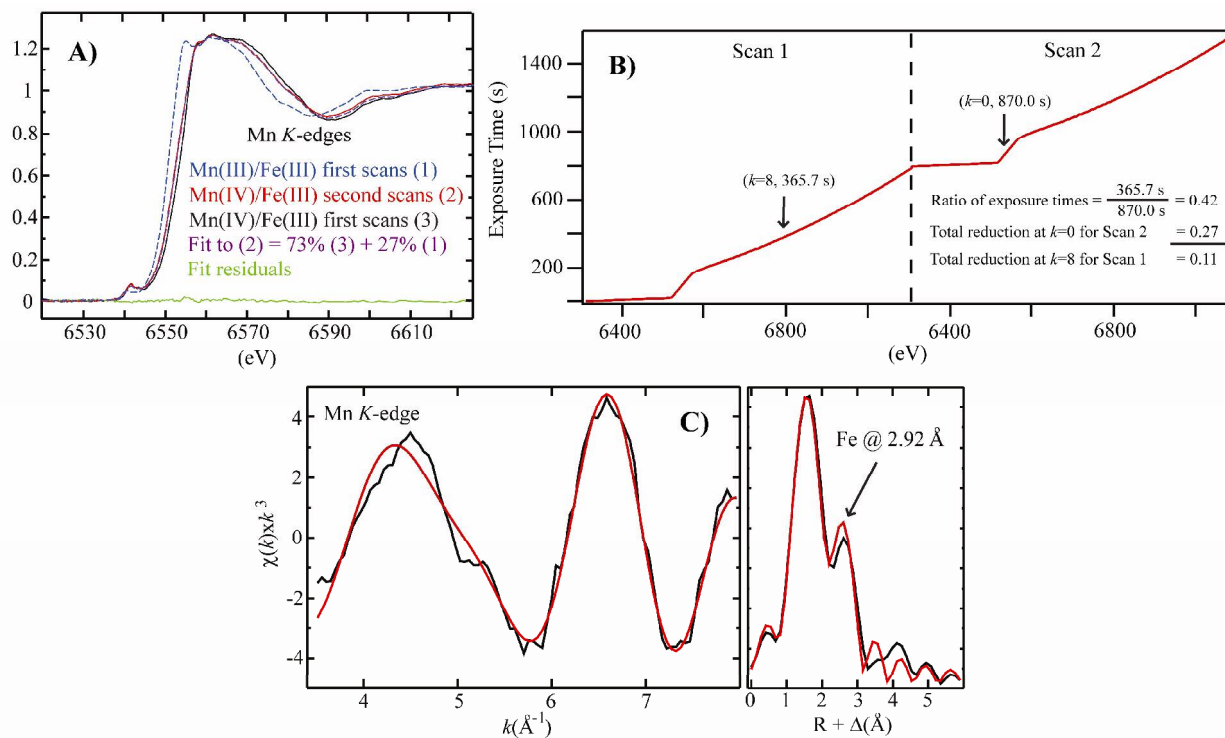 A)
1.2
1
0.8
0.6
0.4
0.2
0
Mn K-edges
Mn(III)/Fe(III) first scans (1)
Mn(IV)/Fe(III) second scans (2)
Mn(IV)/Fe(III) first scans (3)
Fit to (2) = 73% (3) + 27% (1)
Fit residuals
6530 6550 6570 6590 6610
(eV)
B)
Scan 1
Scan 2
Exposure Time (s)
1400
1000
600
200
(k=8, 365.7 s)
(k=0, 870.0 s)
Ratio of exposure times = 365.7 s / 870.0 s = 0.42
Total reduction at k=0 for Scan 2 = 0.27
Total reduction at k=8 for Scan 1 = 0.11
6400 6800 6400 6800
(eV)
C)
Mn K-edge
χ(k)xk³
4
2
0
-2
-4
4 5 6 7
k(Å⁻¹)
Fe @ 2.92 Å
0 1 2 3 4 5
R + Δ(Å)